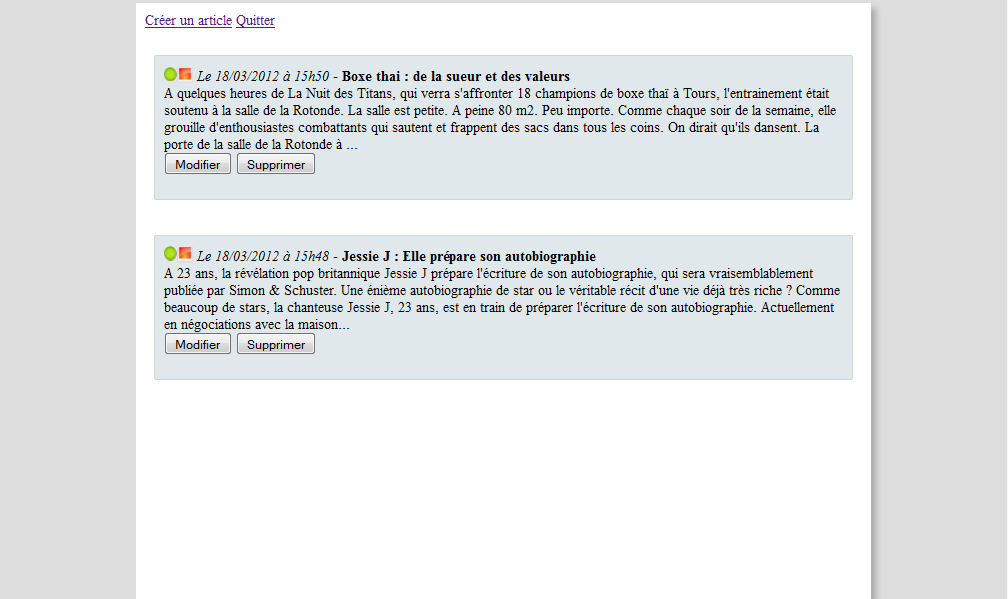 Créer un article Quitter
Le 18/03/2012 à 15h50 - Boxe thai : de la sueur et des valeurs
A quelques heures de La Nuit des Titans, qui verra s'affronter 18 champions de boxe thaï à Tours, l'entrainement était
soutenu à la salle de la Rotonde. La salle est petite. A peine 80 m2. Peu importe. Comme chaque soir de la semaine, elle
grouille d'enthousiastes combattants qui sautent et frappent des sacs dans tous les coins. On dirait qu'ils dansent. La
porte de la salle de la Rotonde à ...
Modifier Supprimer
Le 18/03/2012 à 15h48 - Jessie J : Elle prépare son autobiographie
A 23 ans, la révélation pop britannique Jessie J prépare l'écriture de son autobiographie, qui sera vraisemblablement
publiée par Simon & Schuster. Une énième autobiographie de star ou le véritable récit d'une vie déjà très riche ? Comme
beaucoup de stars, la chanteuse Jessie J, 23 ans, est en train de préparer l'écriture de son autobiographie. Actuellement
en négociations avec la maison...
Modifier Supprimer